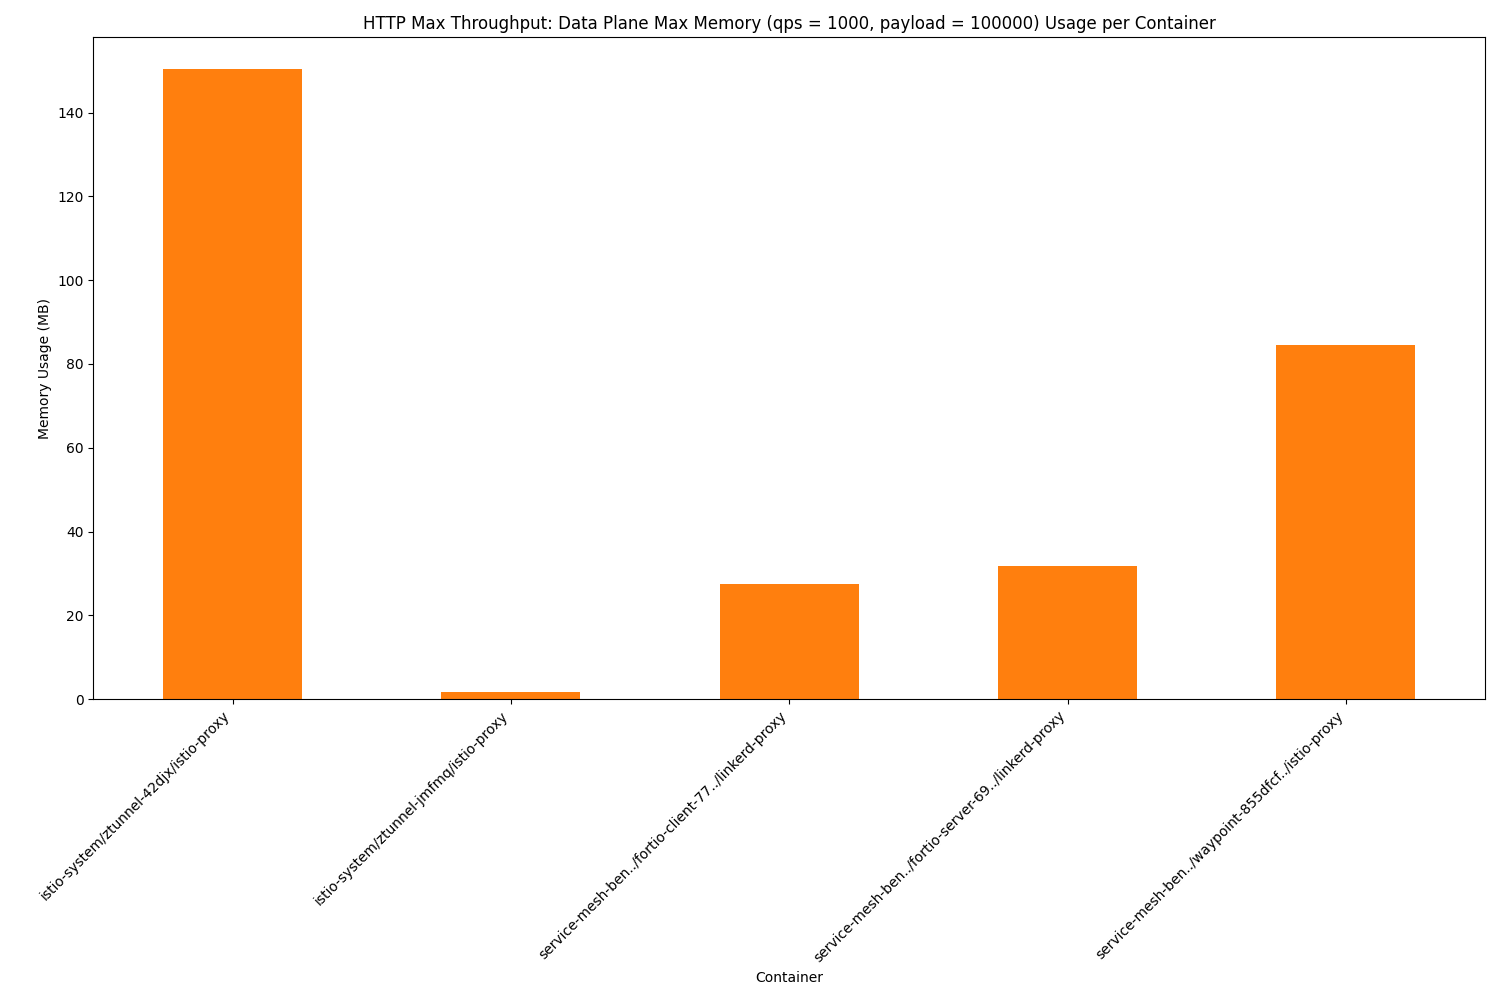 HTTP Max Throughput: Data Plane Max Memory (qps = 1000, payload = 100000) Usage per Container
Memory Usage (MB)
140
120
100
80
60
40
20
0
istio-system/ztunnel-42djx/istio-proxy
istio-system/ztunnel-jmfmq/istio-proxy
service-mesh-ben../fortio-client-77../linkerd-proxy
service-mesh-ben../fortio-server-69../linkerd-proxy
service-mesh-ben../waypoint-855dfcf../istio-proxy
Container